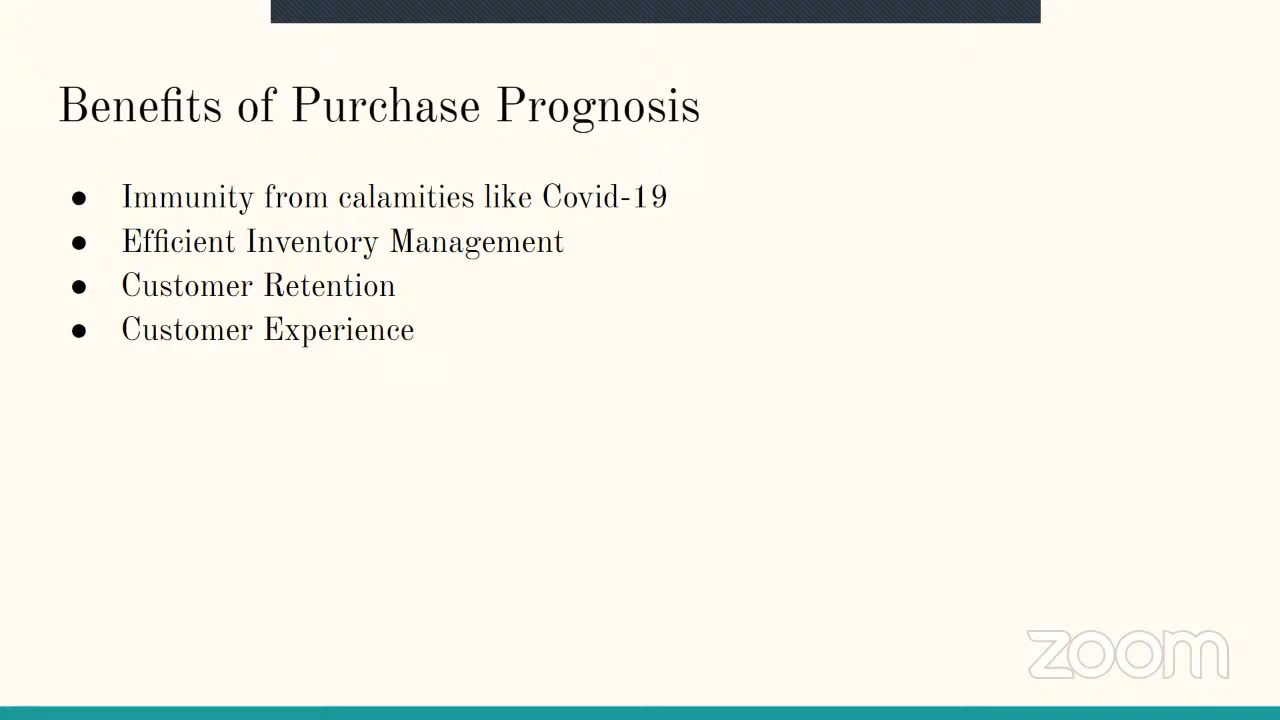 Benefits of Purchase Prognosis
● Immunity from calamities like Covid-19
● Efficient Inventory Management
● Customer Retention
● Customer Experience
zoom